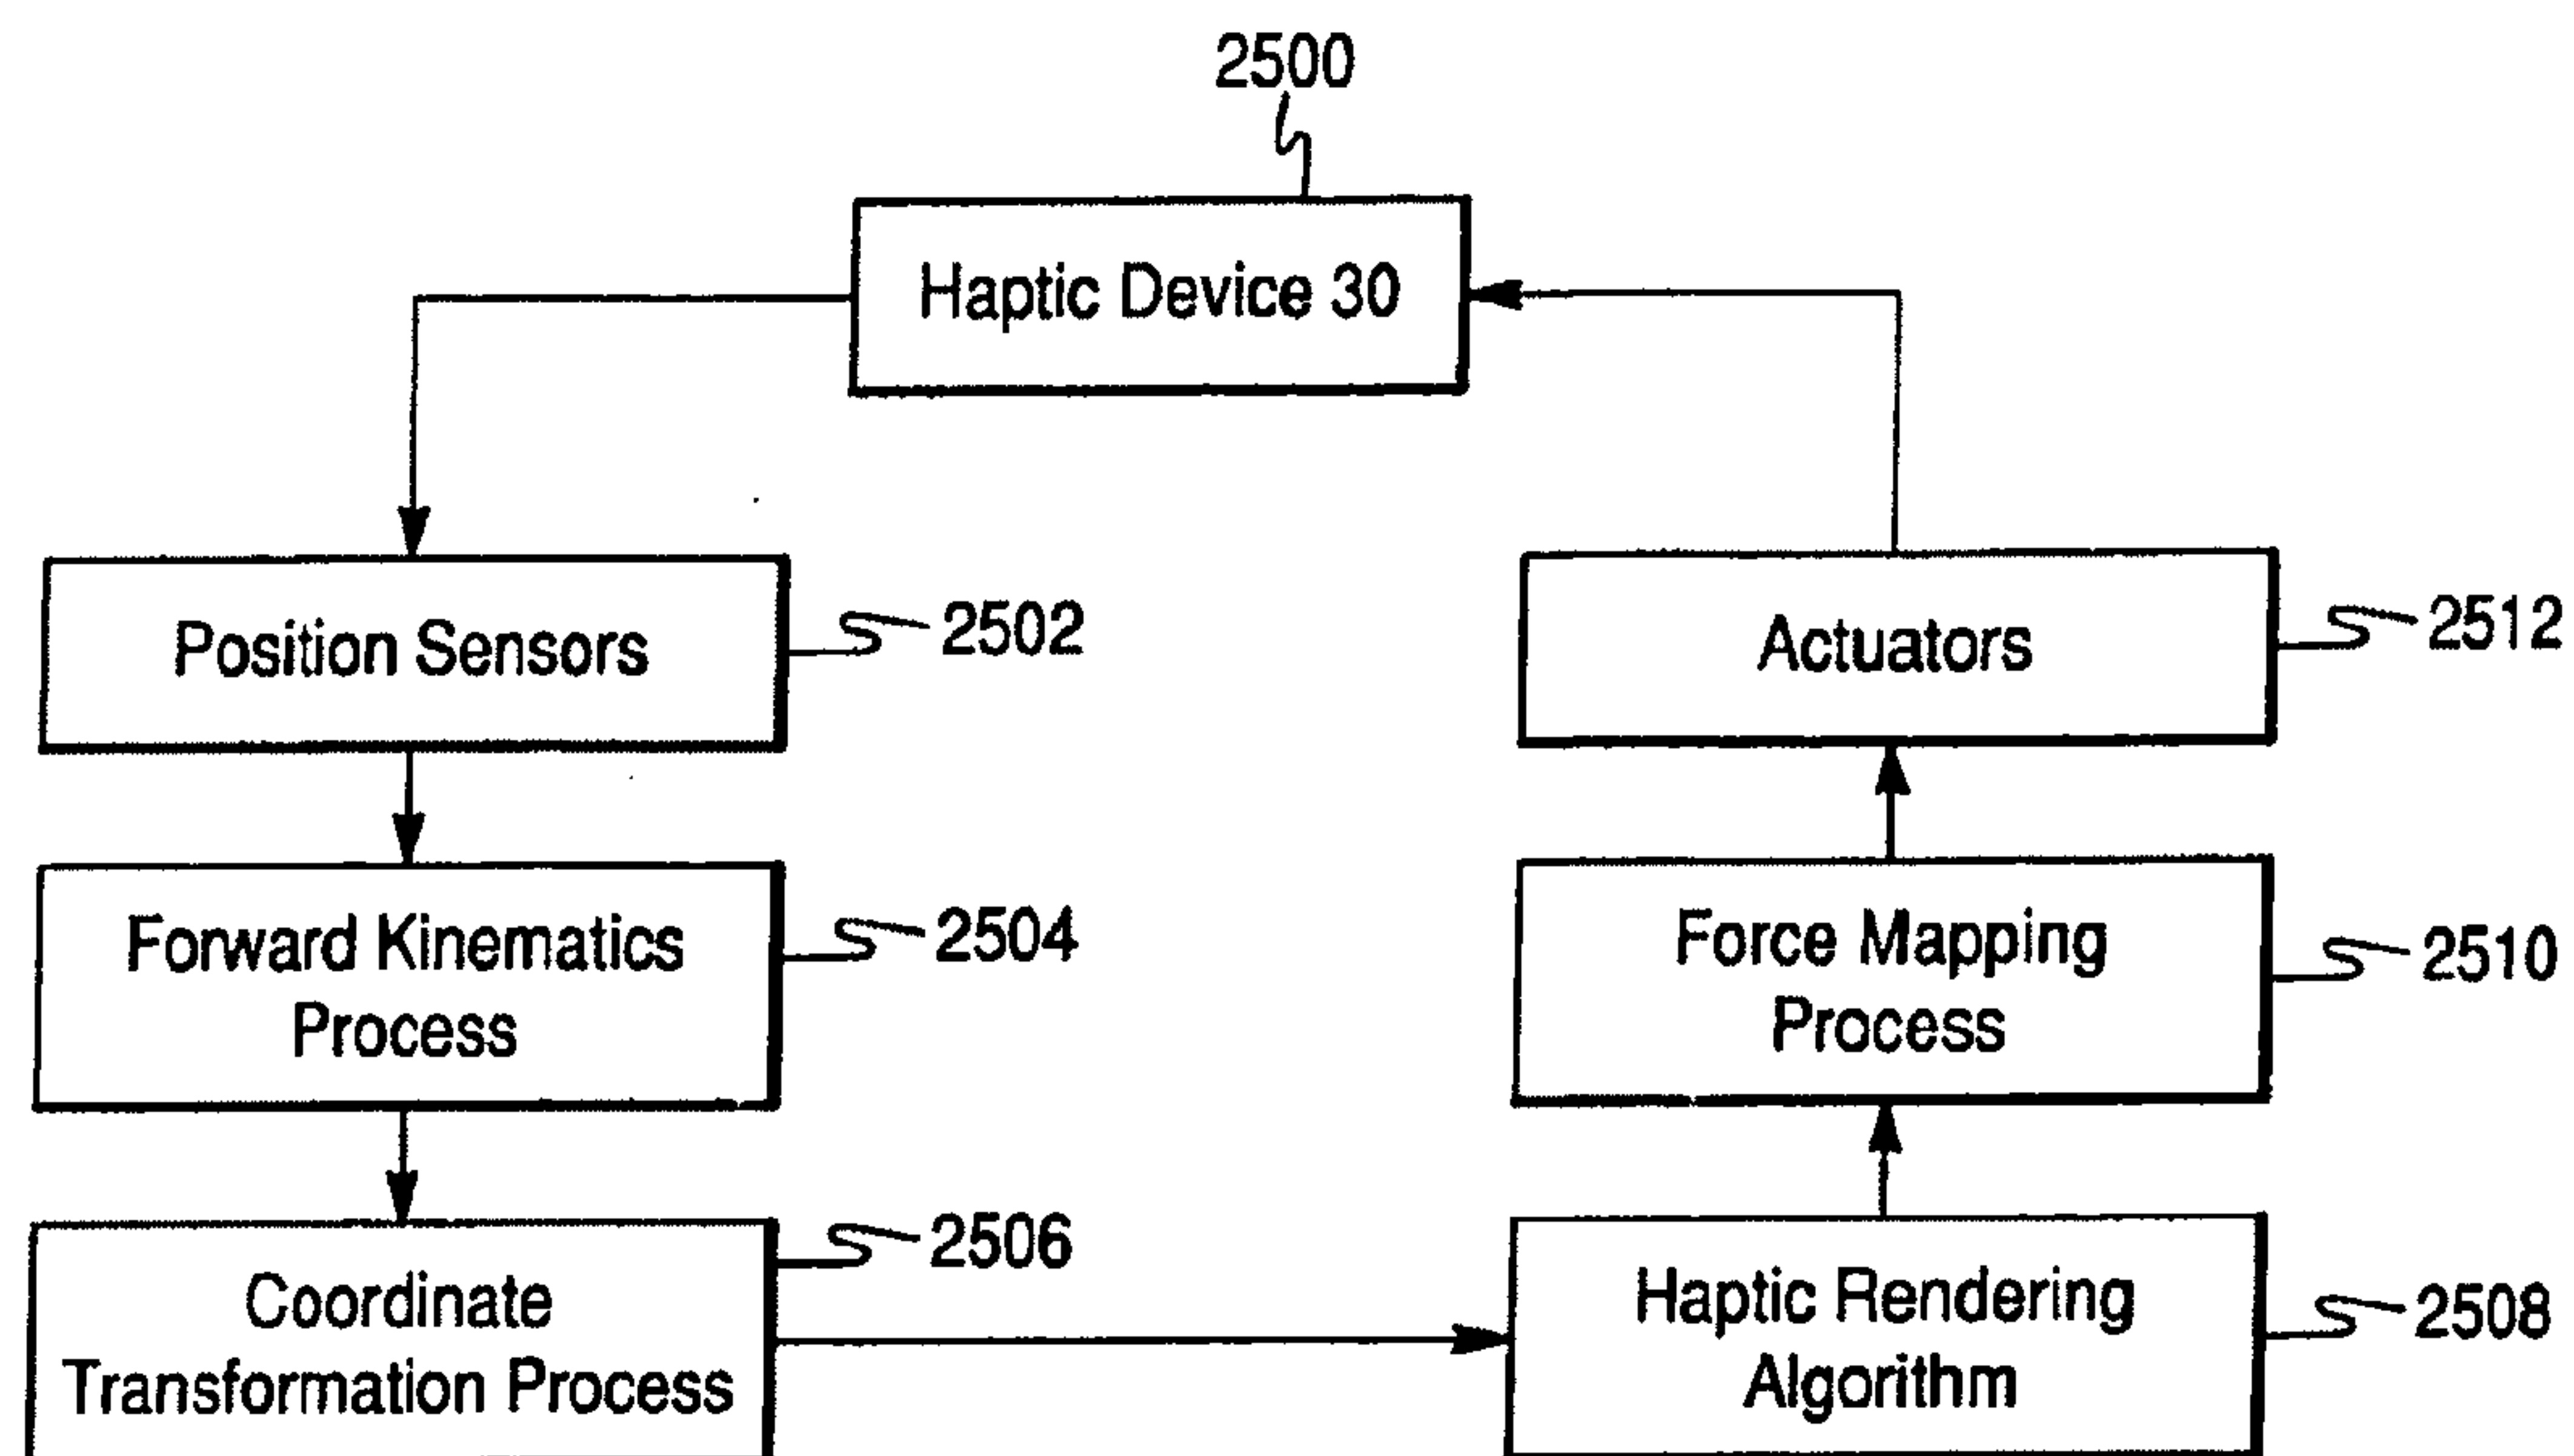 2500
Haptic Device 30
Position Sensors
2502
Actuators
2512
Forward Kinematics
Process
2504
Force Mapping
Process
2510
Coordinate
Transformation Process
2506
Haptic Rendering
Algorithm
2508